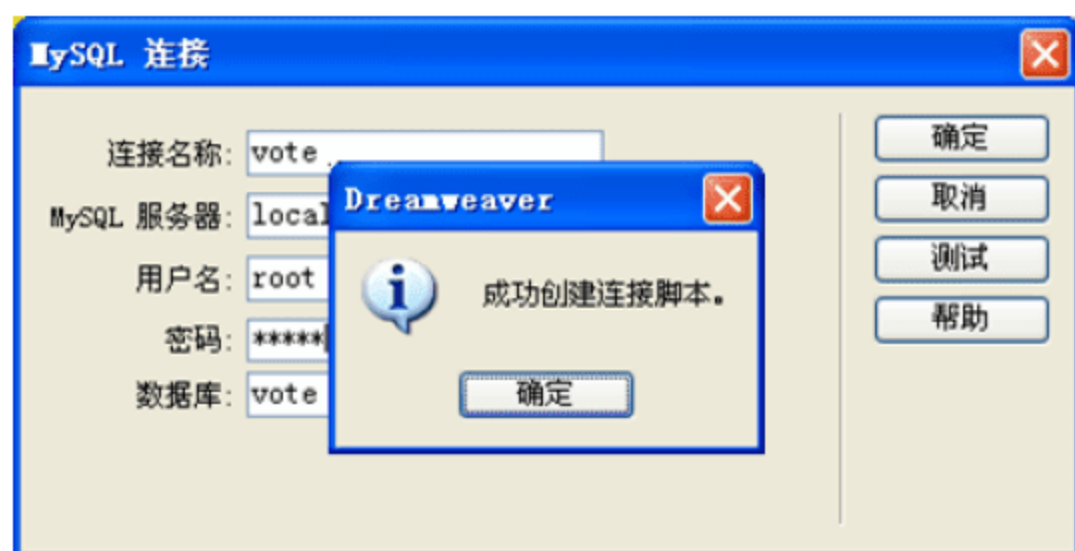 MySQL 连接
连接名称: vote
MySQL 服务器: local
用户名: root
密码: *****
数据库: vote
Dreamweaver
成功创建连接脚本。
确定
确定
取消
测试
帮助